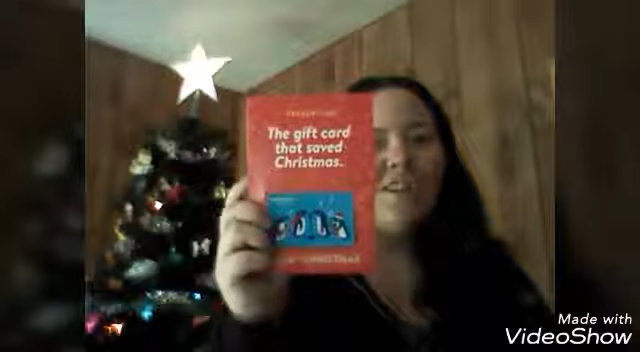 The gift card
that saved
Christmas.
Made with
VideoShow